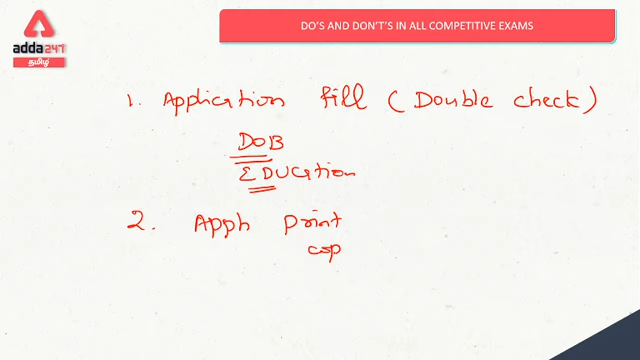 DO'S AND DON'T'S IN ALL COMPETITIVE EXAMS
adda247
தமிழ்
1. Application fill (Double check)
DOB
EDUCation
2. Appln print
cop